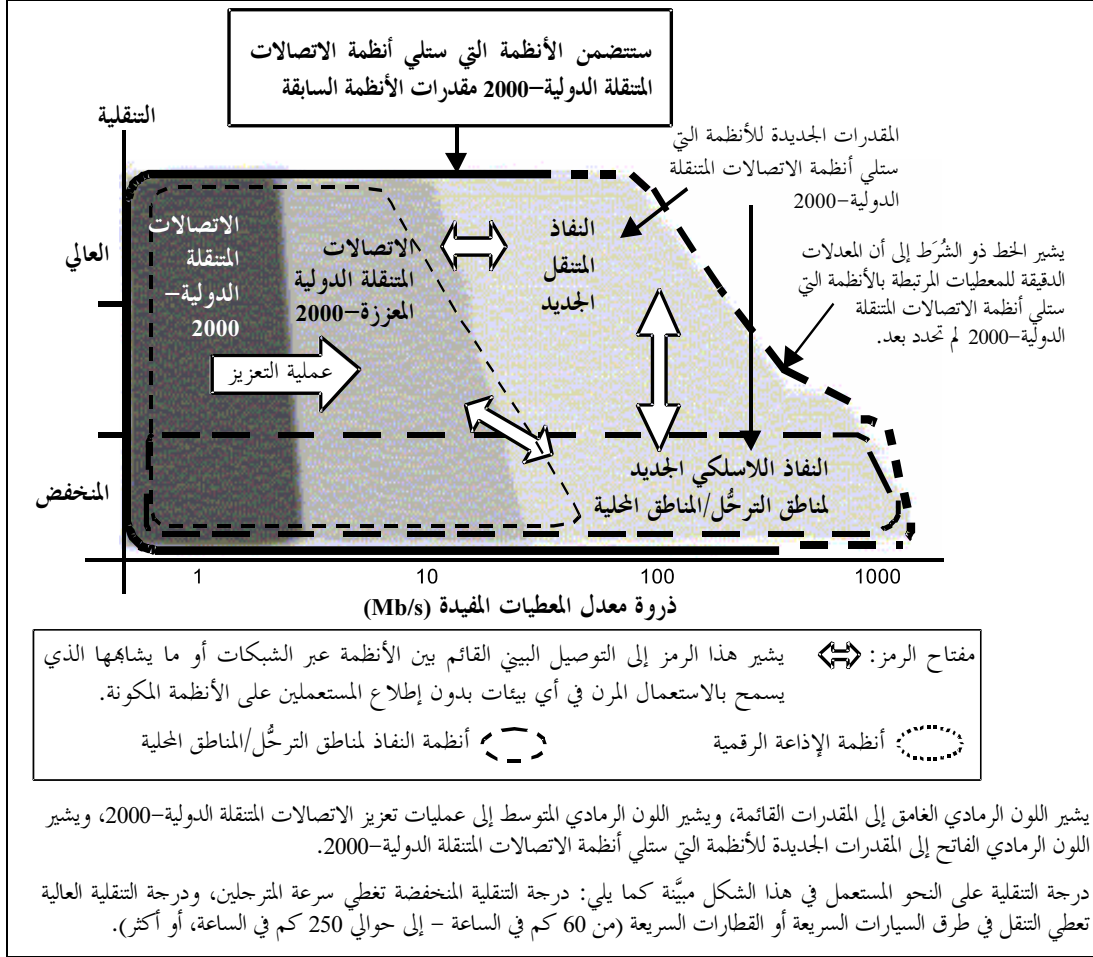 ستتضمن الأنظمة التي ستلي أنظمة الاتصالات
المتنقلة الدولية–2000 مقدرات الأنظمة السابقة
التنقلية
المقدرات الجديدة للأنظمة التي
ستلي أنظمة الاتصالات المتنقلة
الدولية–2000
يشير الخط ذو الشُرَط إلى أن المعدلات
الدقيقة للمعطيات المرتبطة بالأنظمة التي
ستلي أنظمة الاتصالات المتنقلة
الدولية–2000 لم تحدد بعد.
العالي
المنخفض
الاتصالات
المتنقلة
الدولية–
2000
الاتصالات
المتنقلة الدولية
المعززة–2000
النفاذ
المتنقل
الجديد
عملية التعزيز
النفاذ اللاسلكي الجديد
لمناطق الترحُّل/المناطق المحلية
1 10 100 1000
ذروة معدل المعطيات المفيدة (Mb/s)
مفتاح الرمز: يشير هذا الرمز إلى التوصيل البيني القائم بين الأنظمة عبر الشبكات أو ما يشابهها الذي
يسمح بالاستعمال المرن في أي بيئات بدون إطلاع المستعملين على الأنظمة المكونة.
أنظمة الإذاعة الرقمية أنظمة النفاذ لمناطق الترحُّل/المناطق المحلية
يشير اللون الرمادي الغامق إلى المقدرات القائمة، ويشير اللون الرمادي المتوسط إلى عمليات تعزيز الاتصالات المتنقلة الدولية–2000، ويشير
اللون الرمادي الفاتح إلى المقدرات الجديدة للأنظمة التي ستلي أنظمة الاتصالات المتنقلة الدولية–2000.
درجة التنقلية على النحو المستعمل في هذا الشكل مبيَّنة كما يلي: درجة التنقلية المنخفضة تغطي سرعة المترجلين، ودرجة التنقلية العالية
تعطي التنقل في طرق السيارات السريعة أو القطارات السريعة (من 60 كم في الساعة – إلى حوالي 250 كم في الساعة، أو أكثر).